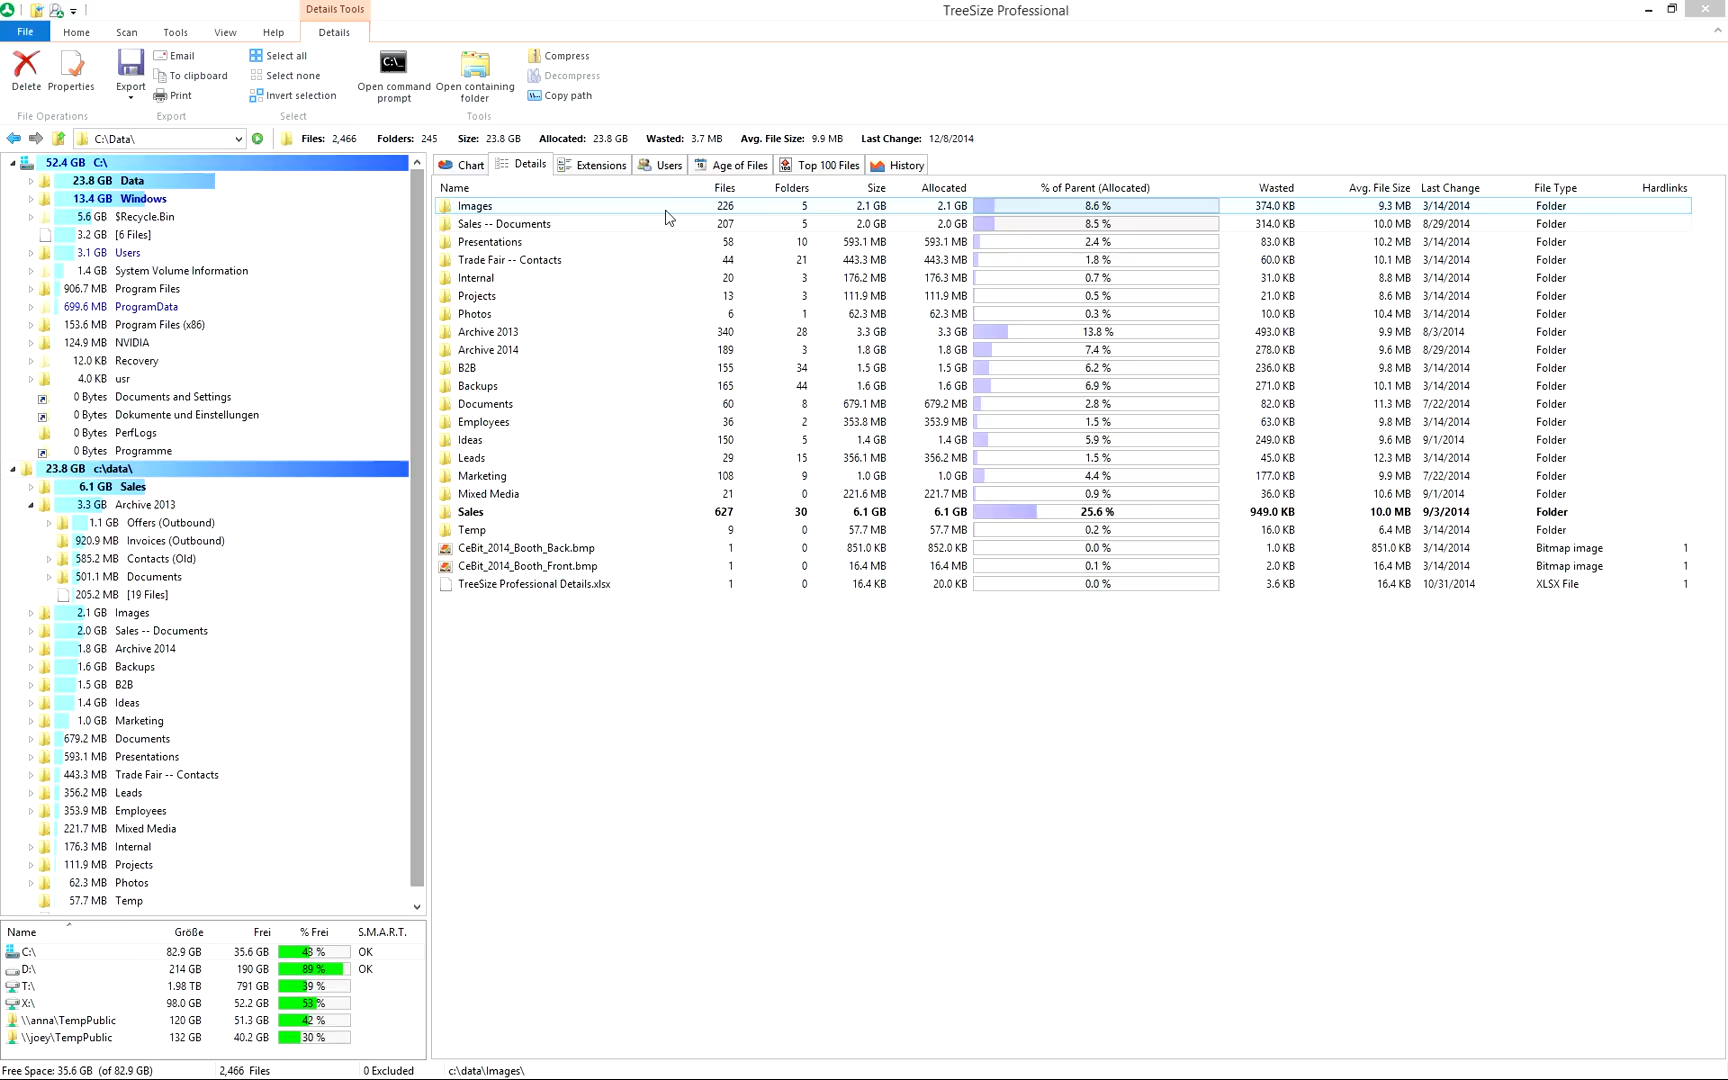 Details Tools
TreeSize Professional
File Home Scan Tools View Help Details
Delete
Properties
Export
Email
To clipboard
Print
Select all
Select none
Invert selection
Open command prompt
Open containing folder
Compress
Decompress
Copy path
File Operations Export Select Tools
C:\Data\ Files: 2,466 Folders: 245 Size: 23.8 GB Allocated: 23.8 GB Wasted: 3.7 MB Avg. File Size: 9.9 MB Last Change: 12/8/2014
52.4 GB C:\
23.8 GB Data
13.4 GB Windows
5.6 GB $Recycle.Bin
3.2 GB [6 Files]
3.1 GB Users
1.4 GB System Volume Information
906.7 MB Program Files
699.6 MB ProgramData
153.6 MB Program Files (x86)
124.9 MB NVIDIA
12.0 KB Recovery
4.0 KB usr
0 Bytes Documents and Settings
0 Bytes Dokumente und Einstellungen
0 Bytes PerfLogs
0 Bytes Programme
23.8 GB c:\data\
6.1 GB Sales
3.3 GB Archive 2013
1.1 GB Offers (Outbound)
920.9 MB Invoices (Outbound)
585.2 MB Contacts (Old)
501.1 MB Documents
205.2 MB [19 Files]
2.1 GB Images
2.0 GB Sales -- Documents
1.8 GB Archive 2014
1.6 GB Backups
1.5 GB B2B
1.4 GB Ideas
1.0 GB Marketing
679.2 MB Documents
593.1 MB Presentations
443.3 MB Trade Fair -- Contacts
356.2 MB Leads
353.9 MB Employees
221.7 MB Mixed Media
176.3 MB Internal
111.9 MB Projects
62.3 MB Photos
57.7 MB Temp
Chart Details Extensions Users Age of Files Top 100 Files History
Name Files Folders Size Allocated % of Parent (Allocated) Wasted Avg. File Size Last Change File Type Hardlinks
Images 226 5 2.1 GB 2.1 GB 8.6 % 374.0 KB 9.3 MB 3/14/2014 Folder
Sales -- Documents 207 5 2.0 GB 2.0 GB 8.5 % 314.0 KB 10.0 MB 8/29/2014 Folder
Presentations 58 10 593.1 MB 593.1 MB 2.4 % 83.0 KB 10.2 MB 3/14/2014 Folder
Trade Fair -- Contacts 44 21 443.3 MB 443.3 MB 1.8 % 60.0 KB 10.1 MB 3/14/2014 Folder
Internal 20 3 176.2 MB 176.3 MB 0.7 % 31.0 KB 8.8 MB 3/14/2014 Folder
Projects 13 3 111.9 MB 111.9 MB 0.5 % 21.0 KB 8.6 MB 3/14/2014 Folder
Photos 6 1 62.3 MB 62.3 MB 0.3 % 10.0 KB 10.4 MB 3/14/2014 Folder
Archive 2013 340 28 3.3 GB 3.3 GB 13.8 % 493.0 KB 9.9 MB 8/3/2014 Folder
Archive 2014 189 3 1.8 GB 1.8 GB 7.4 % 278.0 KB 9.6 MB 8/29/2014 Folder
B2B 155 34 1.5 GB 1.5 GB 6.2 % 236.0 KB 9.8 MB 3/14/2014 Folder
Backups 165 44 1.6 GB 1.6 GB 6.9 % 271.0 KB 10.1 MB 3/14/2014 Folder
Documents 60 8 679.1 MB 679.2 MB 2.8 % 82.0 KB 11.3 MB 7/22/2014 Folder
Employees 36 2 353.8 MB 353.9 MB 1.5 % 63.0 KB 9.8 MB 3/14/2014 Folder
Ideas 150 5 1.4 GB 1.4 GB 5.9 % 249.0 KB 9.6 MB 9/1/2014 Folder
Leads 29 15 356.1 MB 356.2 MB 1.5 % 45.0 KB 12.3 MB 3/14/2014 Folder
Marketing 108 9 1.0 GB 1.0 GB 4.4 % 177.0 KB 9.9 MB 7/22/2014 Folder
Mixed Media 21 0 221.6 MB 221.7 MB 0.9 % 36.0 KB 10.6 MB 9/1/2014 Folder
Sales 627 30 6.1 GB 6.1 GB 25.6 % 949.0 KB 10.0 MB 9/3/2014 Folder
Temp 9 0 57.7 MB 57.7 MB 0.2 % 16.0 KB 6.4 MB 3/14/2014 Folder
CeBit_2014_Booth_Back.bmp 1 0 851.0 KB 852.0 KB 0.0 % 1.0 KB 851.0 KB 3/14/2014 Bitmap image 1
CeBit_2014_Booth_Front.bmp 1 0 16.4 MB 16.4 MB 0.1 % 2.0 KB 16.4 MB 3/14/2014 Bitmap image 1
TreeSize Professional Details.xlsx 1 0 16.4 KB 20.0 KB 0.0 % 3.6 KB 16.4 KB 10/31/2014 XLSX File 1
Name Größe Frei % Frei S.M.A.R.T.
C:\ 82.9 GB 35.6 GB 43 % OK
D:\ 214 GB 190 GB 89 % OK
T:\ 1.98 TB 791 GB 39 %
X:\ 98.0 GB 52.2 GB 53 %
\\anna\TempPublic 120 GB 51.3 GB 42 %
\\joey\TempPublic 132 GB 40.2 GB 30 %
Free Space: 35.6 GB (of 82.9 GB) 2,466 Files 0 Excluded c:\data\Images\